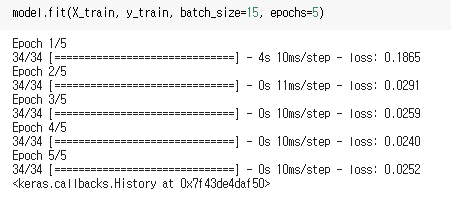 model.fit(X_train, y_train, batch_size=15, epochs=5)
Epoch 1/5
34/34 [==============================] - 4s 10ms/step - loss: 0.1865
Epoch 2/5
34/34 [==============================] - 0s 11ms/step - loss: 0.0291
Epoch 3/5
34/34 [==============================] - 0s 10ms/step - loss: 0.0259
Epoch 4/5
34/34 [==============================] - 0s 10ms/step - loss: 0.0240
Epoch 5/5
34/34 [==============================] - 0s 10ms/step - loss: 0.0252
<keras.callbacks.History at 0x7f43de4daf50>